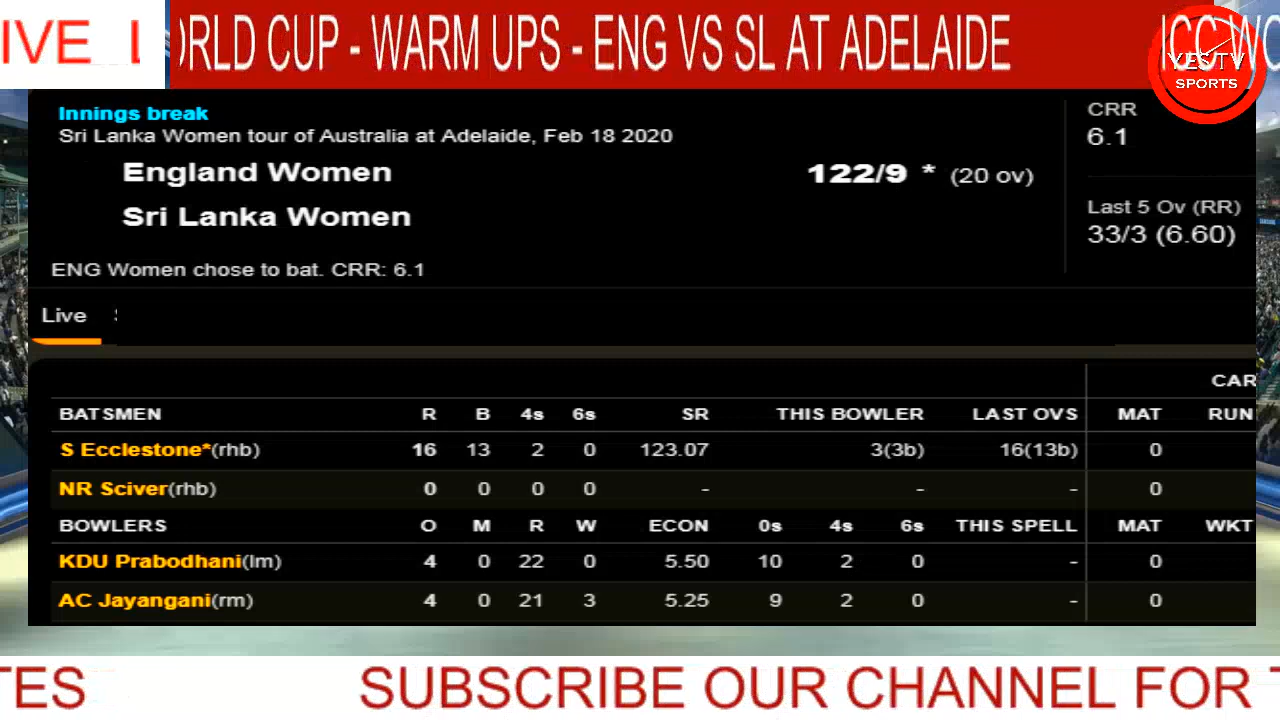 IVE L
ORLD CUP - WARM UPS - ENG VS SL AT ADELAIDE
ICC WO
YES TV
SPORTS
Innings break
Sri Lanka Women tour of Australia at Adelaide, Feb 18 2020
England Women 122/9 * (20 ov)
Sri Lanka Women
ENG Women chose to bat. CRR: 6.1
CRR
6.1
Last 5 Ov (RR)
33/3 (6.60)
Live
CAR
BATSMEN R B 4s 6s SR THIS BOWLER LAST OVS MAT RUN
S Ecclestone*(rhb) 16 13 2 0 123.07 3(3b) 16(13b) 0
NR Sciver(rhb) 0 0 0 0 - - - 0
BOWLERS O M R W ECON 0s 4s 6s THIS SPELL MAT WKT
KDU Prabodhani(lm) 4 0 22 0 5.50 10 2 0 - 0
AC Jayangani(rm) 4 0 21 3 5.25 9 2 0 - 0
TES SUBSCRIBE OUR CHANNEL FOR T